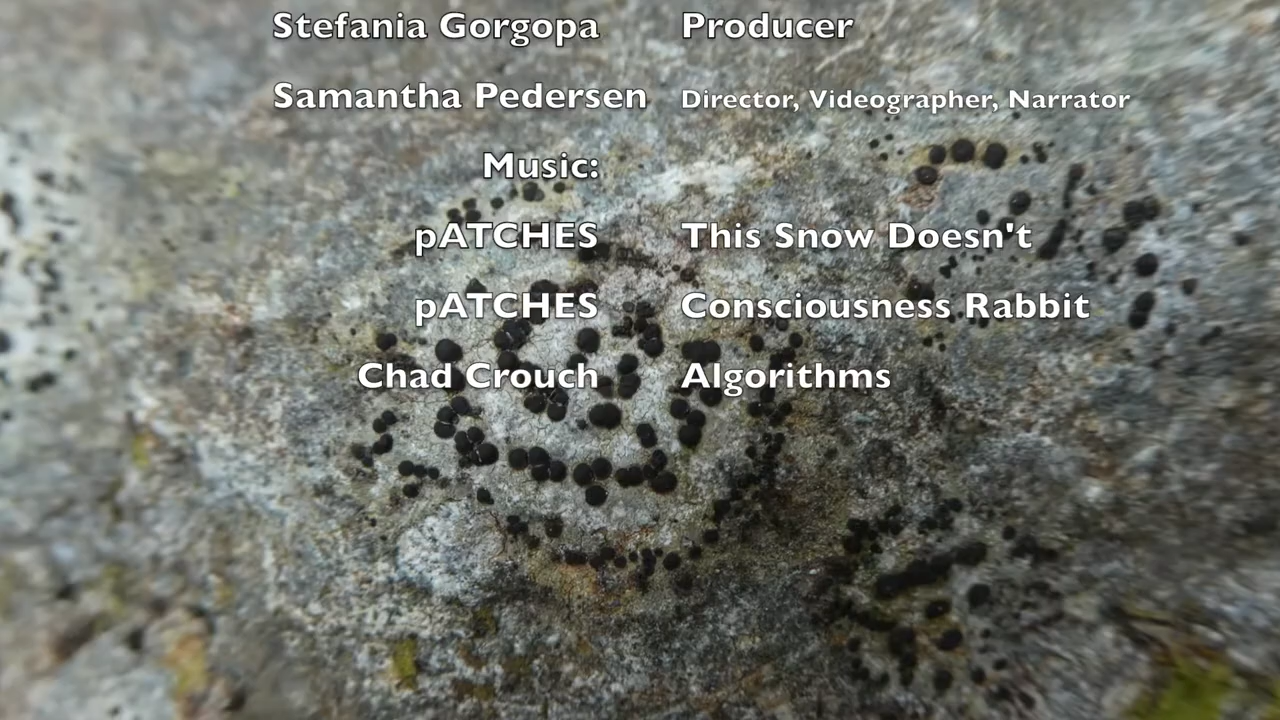 Stefania Gorgopa Producer
Samantha Pedersen Director, Videographer, Narrator
Music:
pATCHES This Snow Doesn't
pATCHES Consciousness Rabbit
Chad Crouch Algorithms